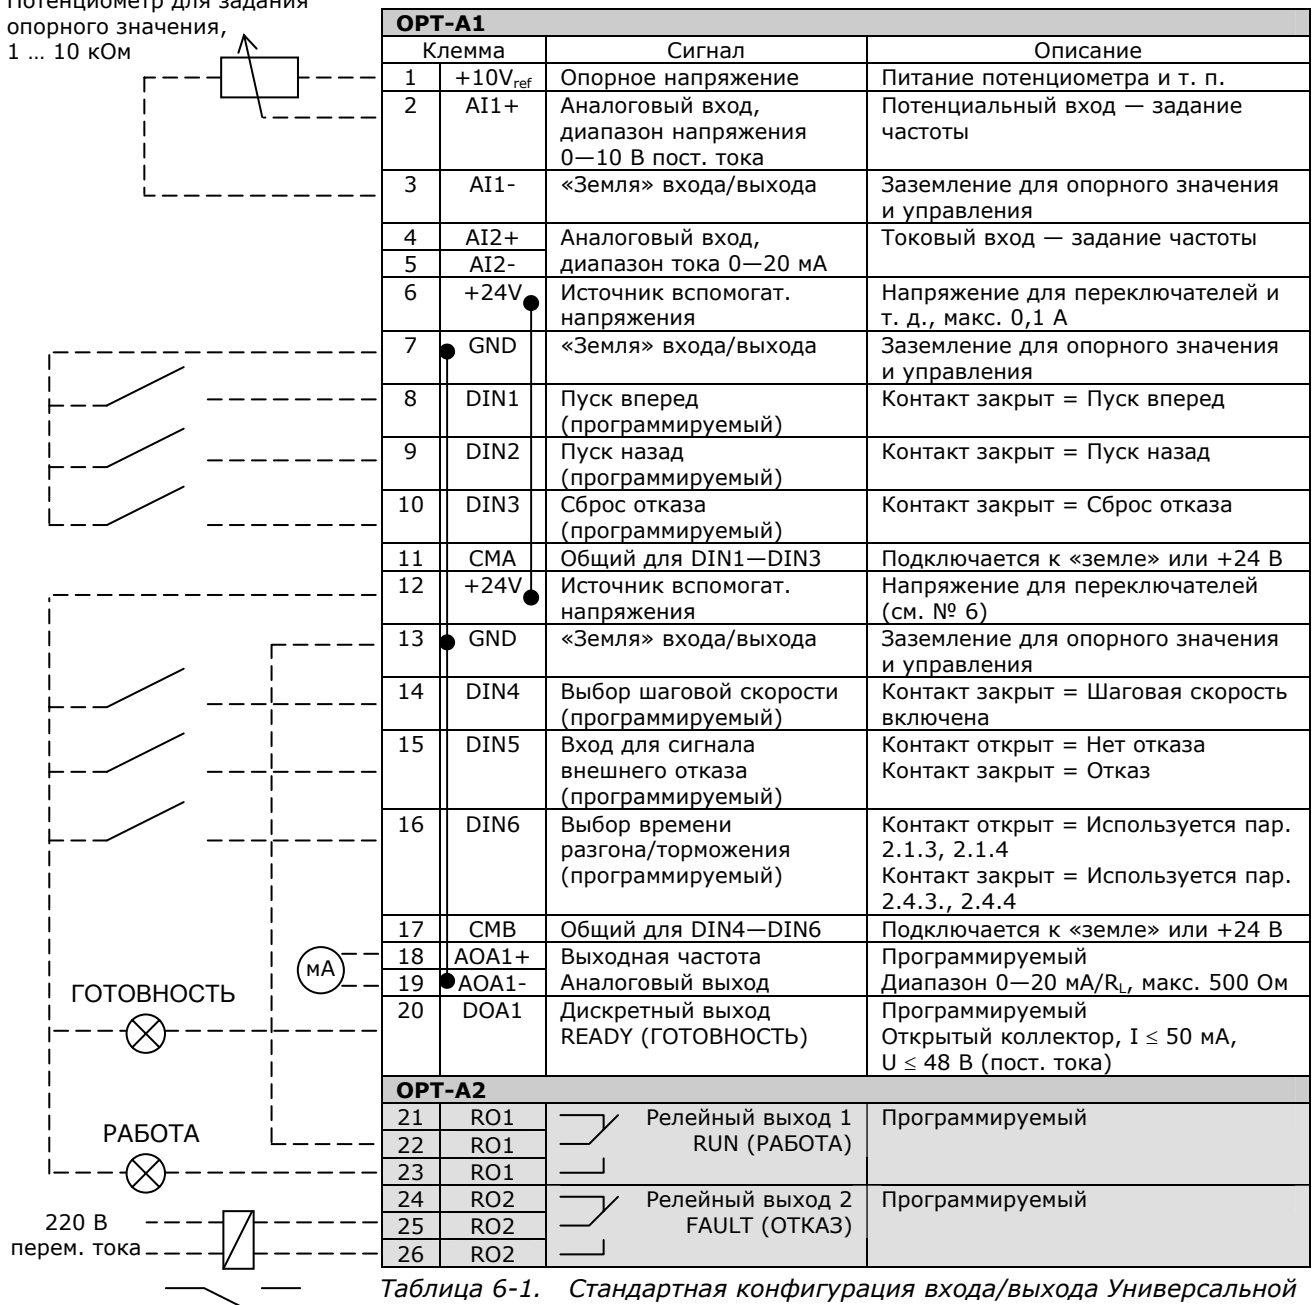 Потенциометр для задания
опорного значения,
1 … 10 кОм
OPT-A1
Клемма Сигнал Описание
1 +10Vref Опорное напряжение Питание потенциометра и т. п.
2 AI1+ Аналоговый вход, Потенциальный вход — задание
диапазон напряжения частоты
0—10 В пост. тока
3 AI1- «Земля» входа/выхода Заземление для опорного значения
и управления
4 AI2+ Аналоговый вход, Токовый вход — задание частоты
5 AI2- диапазон тока 0—20 мА
6 +24V Источник вспомогат. Напряжение для переключателей и
напряжения т. д., макс. 0,1 А
7 GND «Земля» входа/выхода Заземление для опорного значения
и управления
8 DIN1 Пуск вперед Контакт закрыт = Пуск вперед
(программируемый)
9 DIN2 Пуск назад Контакт закрыт = Пуск назад
(программируемый)
10 DIN3 Сброс отказа Контакт закрыт = Сброс отказа
(программируемый)
11 CMA Общий для DIN1—DIN3 Подключается к «земле» или +24 В
12 +24V Источник вспомогат. Напряжение для переключателей
напряжения (см. № 6)
13 GND «Земля» входа/выхода Заземление для опорного значения
и управления
14 DIN4 Выбор шаговой скорости Контакт закрыт = Шаговая скорость
(программируемый) включена
15 DIN5 Вход для сигнала Контакт открыт = Нет отказа
внешнего отказа Контакт закрыт = Отказ
(программируемый)
16 DIN6 Выбор времени Контакт открыт = Используется пар.
разгона/торможения 2.1.3, 2.1.4
(программируемый) Контакт закрыт = Используется пар.
2.4.3., 2.4.4
17 CMB Общий для DIN4—DIN6 Подключается к «земле» или +24 В
18 AOA1+ Выходная частота Программируемый
мА
19 AOA1- Аналоговый выход Диапазон 0—20 мА/RL, макс. 500 Ом
ГОТОВНОСТЬ
20 DOA1 Дискретный выход Программируемый
READY (ГОТОВНОСТЬ) Открытый коллектор, I ≤ 50 мА,
U ≤ 48 В (пост. тока)
OPT-A2
21 RO1 Релейный выход 1 Программируемый
РАБОТА
22 RO1 RUN (РАБОТА)
23 RO1
24 RO2 Релейный выход 2 Программируемый
220 В
25 RO2 FAULT (ОТКАЗ)
перем. тока
26 RO2
Таблица 6-1. Стандартная конфигурация входа/выхода Универсальной